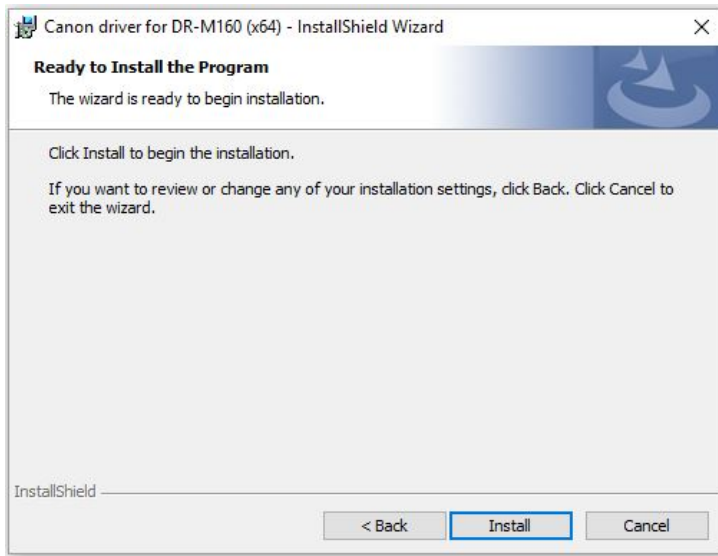 Canon driver for DR-M160 (x64) - InstallShield Wizard
Ready to Install the Program
The wizard is ready to begin installation.
Click Install to begin the installation.
If you want to review or change any of your installation settings, click Back. Click Cancel to
exit the wizard.
InstallShield
< Back
Install
Cancel